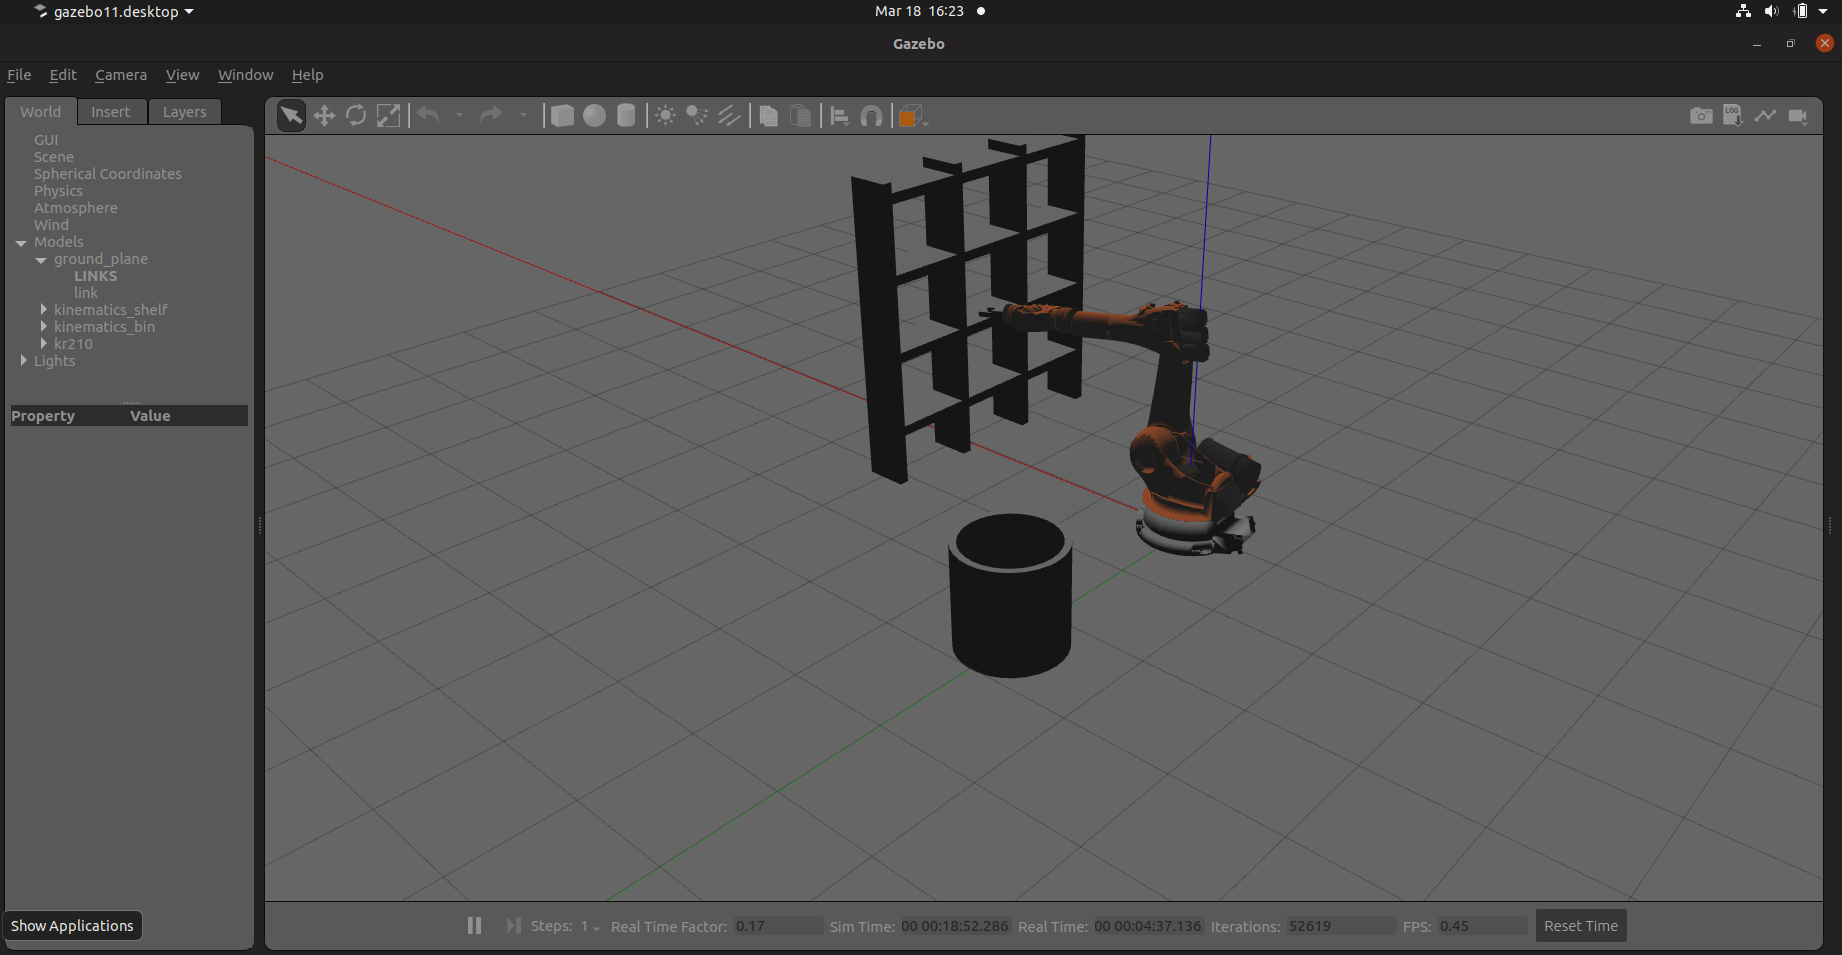 gazebo11.desktop
Mar 18 16:23
Gazebo
File Edit Camera View Window Help
World Insert Layers
GUI
Scene
Spherical Coordinates
Physics
Atmosphere
Wind
Models
ground_plane
LINKS
link
kinematics_shelf
kinematics_bin
kr210
Lights
Property Value
LOG
Show Applications
Steps: 1 Real Time Factor: 0.17 Sim Time: 00 00:18:52.286 Real Time: 00 00:04:37.136 Iterations: 52619 FPS: 0.45 Reset Time